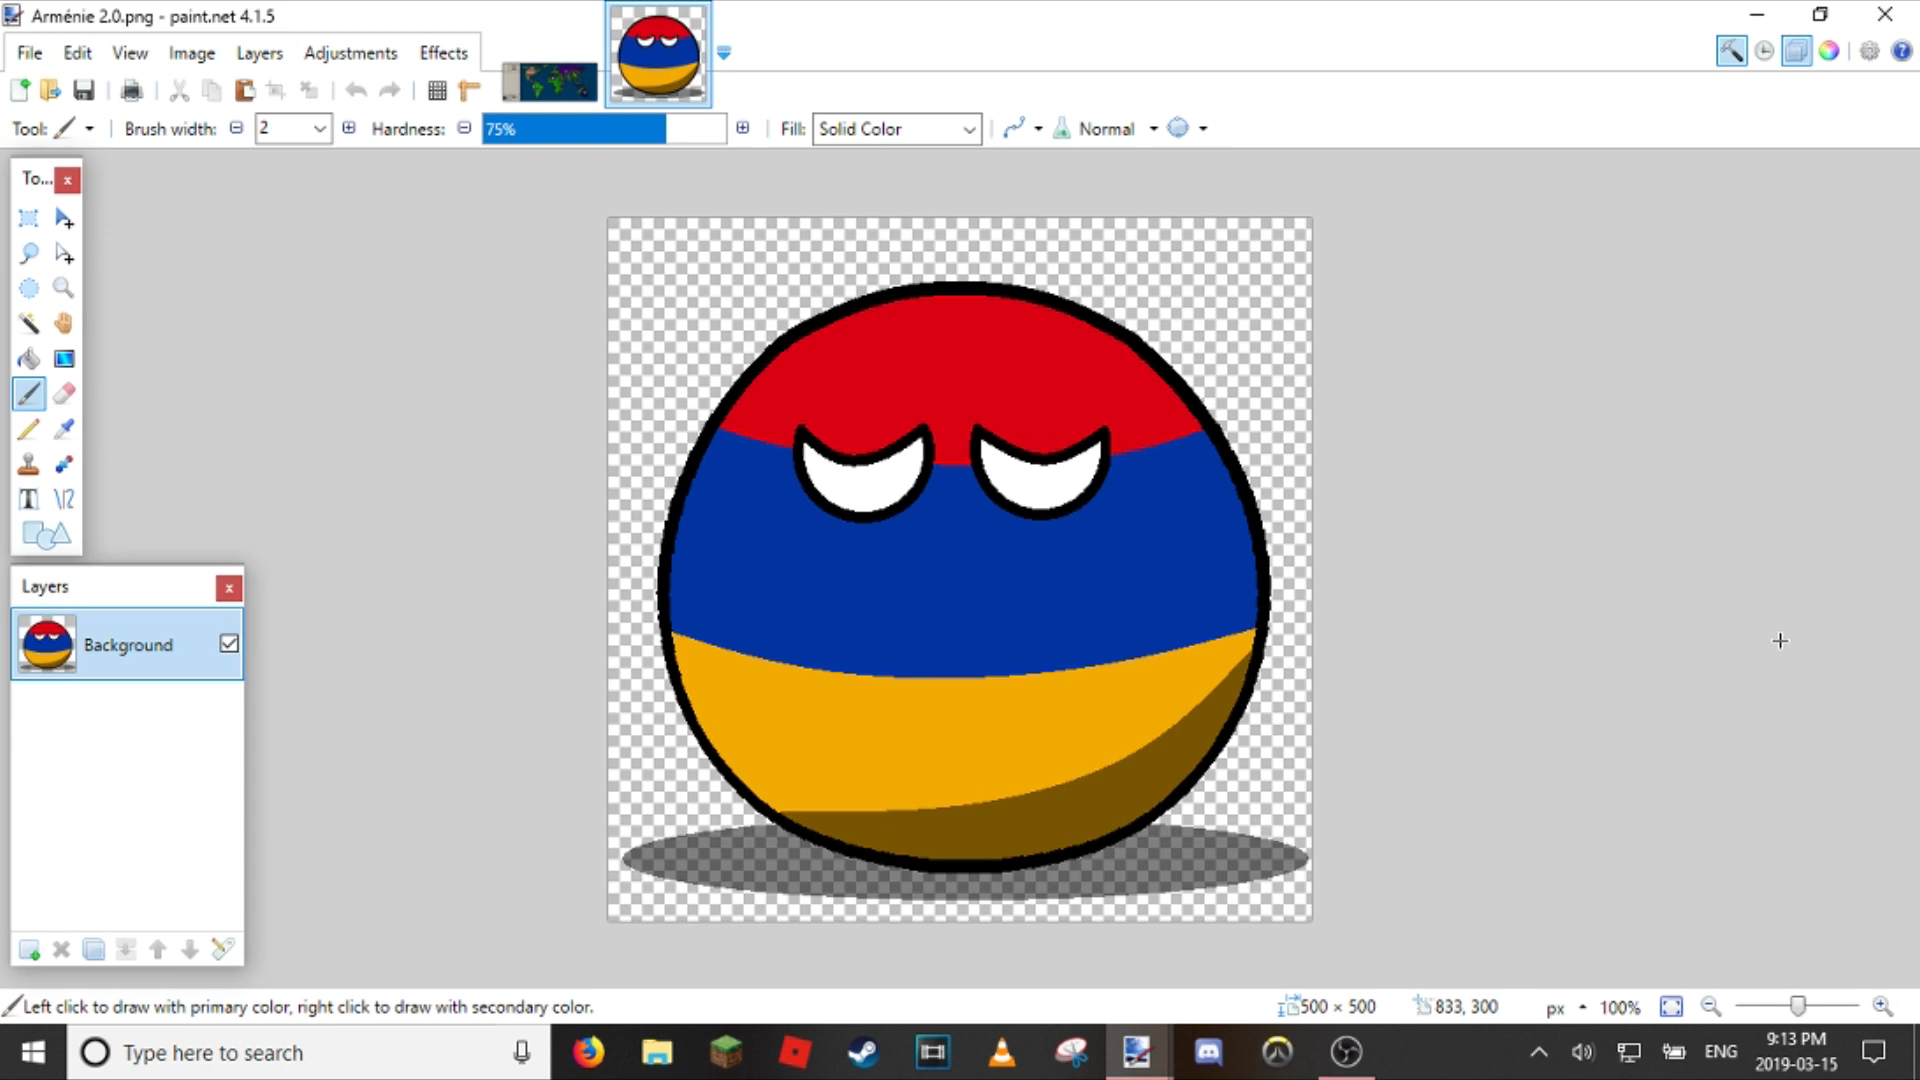 Arménie 2.0.png - paint.net 4.1.5
File Edit View Image Layers Adjustments Effects
Tool: Brush width: 2 Hardness: 75% Fill: Solid Color Normal
To...
Layers
Background
Left click to draw with primary color, right click to draw with secondary color.
500 × 500 833, 300 px 100%
Type here to search
ENG
9:13 PM
2019-03-15